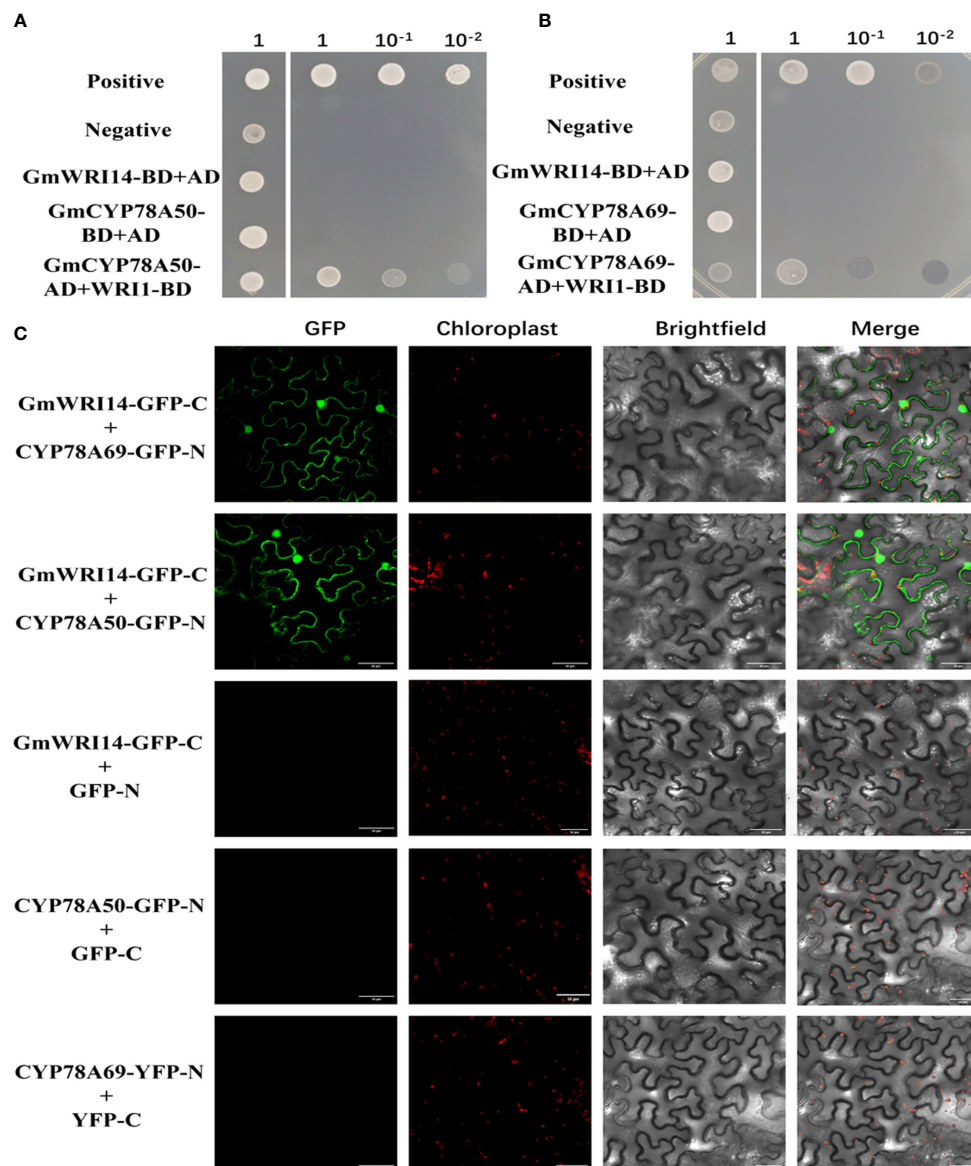 A
1 1 10⁻¹ 10⁻²
Positive
Negative
GmWRI14-BD+AD
GmCYP78A50-
BD+AD
GmCYP78A50-
AD+WRI1-BD
B
1 1 10⁻¹ 10⁻²
Positive
Negative
GmWRI14-BD+AD
GmCYP78A69-
BD+AD
GmCYP78A69-
AD+WRI1-BD
C
GFP Chloroplast Brightfield Merge
GmWRI14-GFP-C
+
CYP78A69-GFP-N
GmWRI14-GFP-C
+
CYP78A50-GFP-N
GmWRI14-GFP-C
+
GFP-N
CYP78A50-GFP-N
+
GFP-C
CYP78A69-YFP-N
+
YFP-C